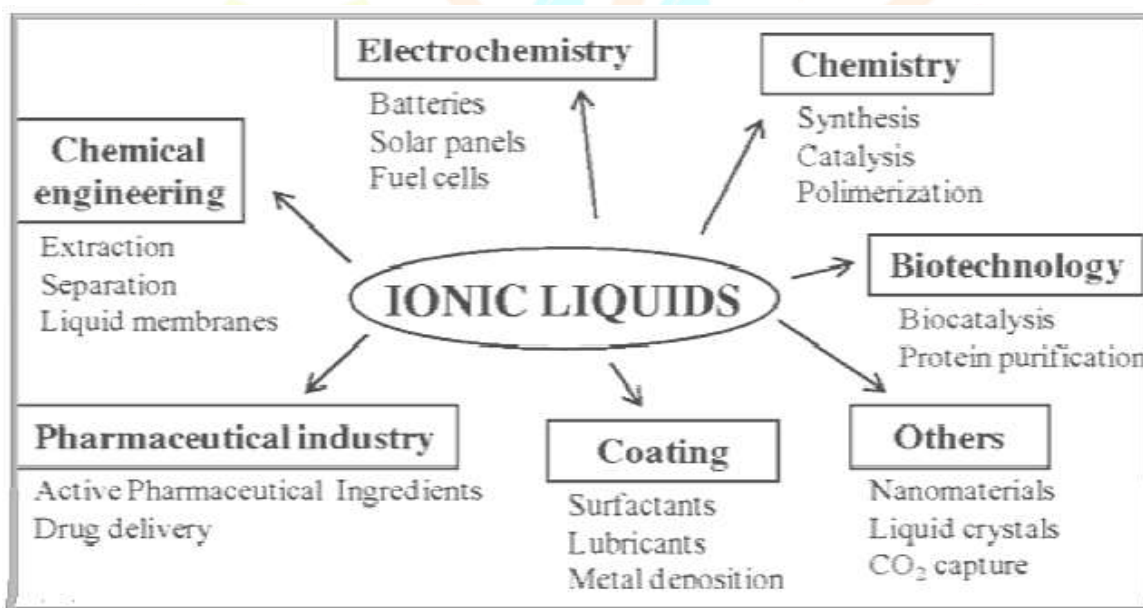 Electrochemistry
Batteries
Solar panels
Fuel cells
Chemistry
Synthesis
Catalysis
Polimerization
Chemical
engineering
Extraction
Separation
Liquid membranes
IONIC LIQUIDS
Biotechnology
Biocatalysis
Protein purification
Pharmaceutical industry
Active Pharmaceutical Ingredients
Drug delivery
Coating
Surfactants
Lubricants
Metal deposition
Others
Nanomaterials
Liquid crystals
CO₂ capture